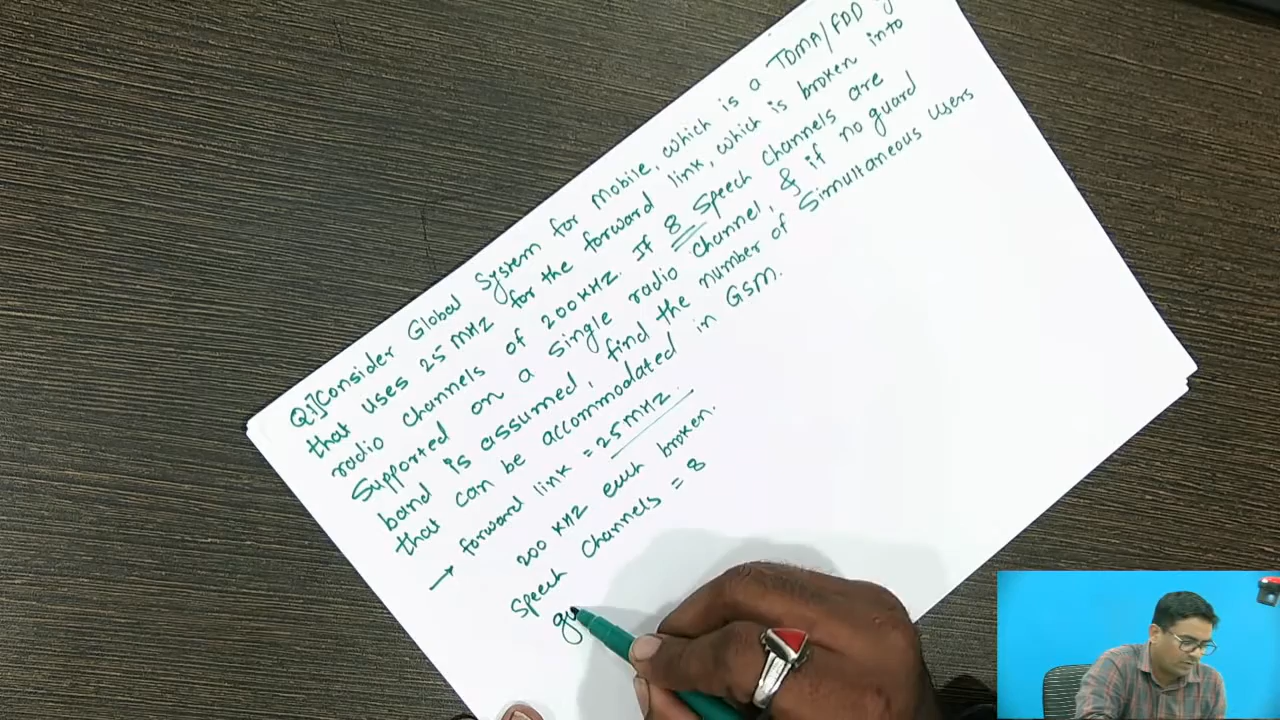 Q1] Consider Global System for Mobile, which is a TDMA/FDD
that uses 25 MHz for the forward link, which is broken into
radio channels of 200 KHZ. If 8 speech channels are
Supported on a single radio channel, & if no guard
band is assumed, find the number of Simultaneous users
that can be accommodated in GSM.
→ forward link = 25 MHZ.
200 KHZ each broken.
Speech Channels = 8